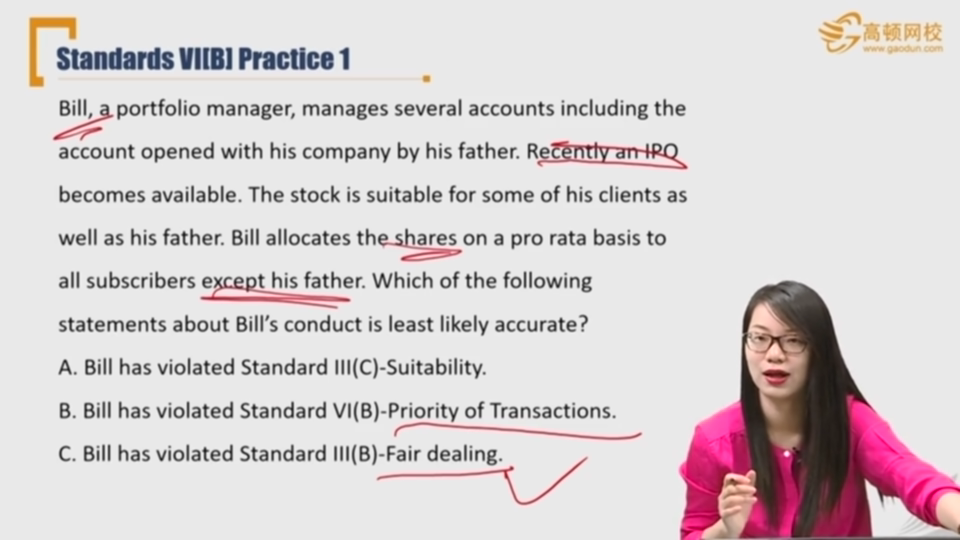 高顿网校
www.gaodun.com
Standards VI[B] Practice 1
Bill, a portfolio manager, manages several accounts including the
account opened with his company by his father. Recently an IPO
becomes available. The stock is suitable for some of his clients as
well as his father. Bill allocates the shares on a pro rata basis to
all subscribers except his father. Which of the following
statements about Bill's conduct is least likely accurate?
A. Bill has violated Standard III(C)-Suitability.
B. Bill has violated Standard VI(B)-Priority of Transactions.
C. Bill has violated Standard III(B)-Fair dealing.